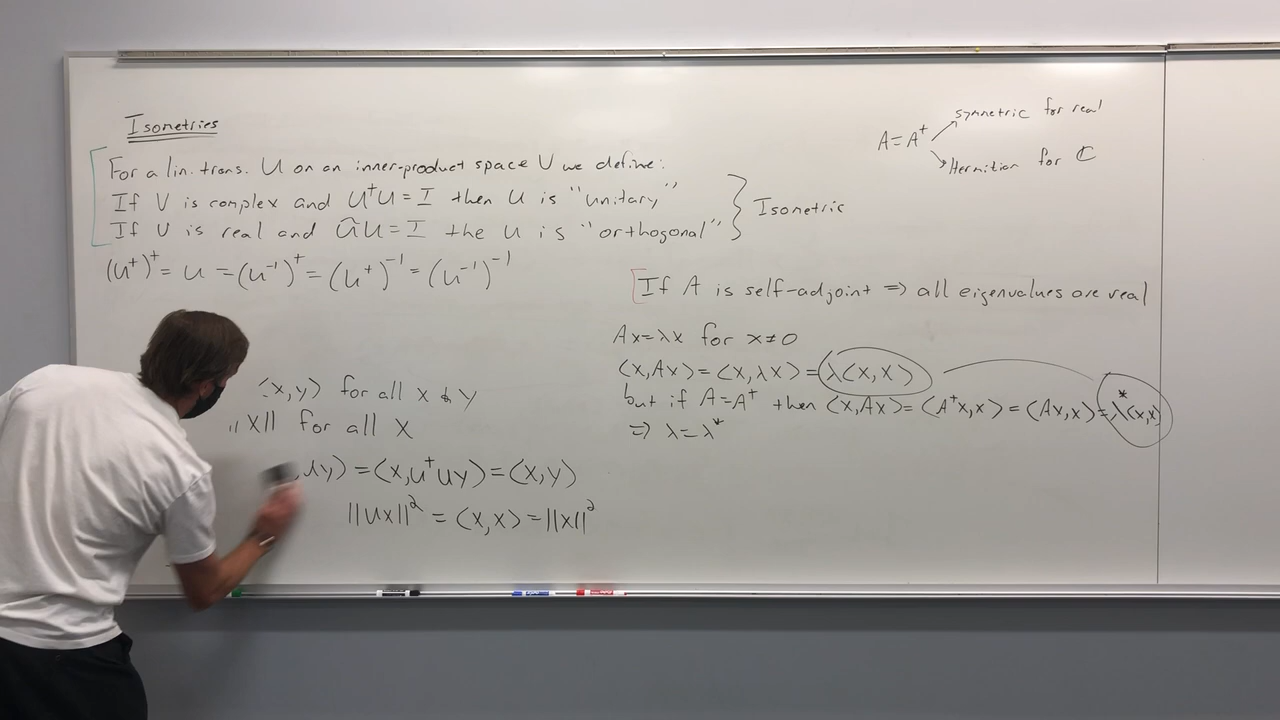 Isometries
For a lin. trans. U on an inner-product space V we define:
If V is complex and U†U = I then U is "unitary"
If V is real and ŨU = I the U is "orthogonal"
} Isometric
(U†)† = U = (U⁻¹)† = (U†)⁻¹ = (U⁻¹)⁻¹
⟨x,y⟩ for all x & y
||x|| for all x
Uy⟩ = ⟨x,U†Uy⟩ = ⟨x,y⟩
||Ux||² = ⟨x,x⟩ = ||x||²
A = A†
symmetric for real
Hermition for ℂ
If A is self-adjoint ⇒ all eigenvalues are real
Ax = λx for x ≠ 0
⟨x,Ax⟩ = ⟨x,λx⟩ = λ⟨x,x⟩
but if A = A† then ⟨x,Ax⟩ = ⟨A†x,x⟩ = ⟨Ax,x⟩ = λ*⟨x,x⟩
⇒ λ = λ*